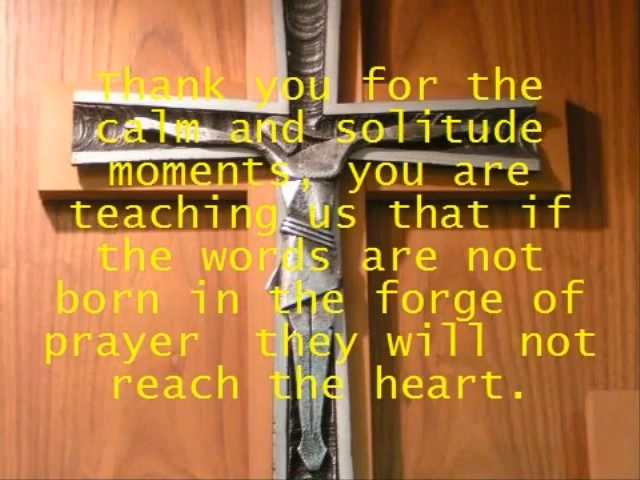 Thank you for the
calm and solitude
moments, you are
teaching us that if
the words are not
born in the forge of
prayer  they will not
reach the heart.